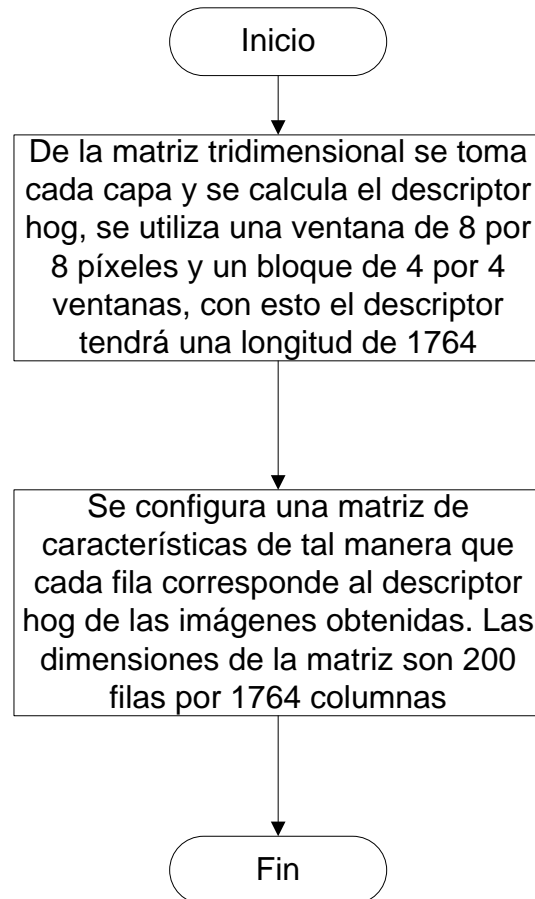 Inicio
De la matriz tridimensional se toma
cada capa y se calcula el descriptor
hog, se utiliza una ventana de 8 por
8 píxeles y un bloque de 4 por 4
ventanas, con esto el descriptor
tendrá una longitud de 1764
Se configura una matriz de
características de tal manera que
cada fila corresponde al descriptor
hog de las imágenes obtenidas. Las
dimensiones de la matriz son 200
filas por 1764 columnas
Fin